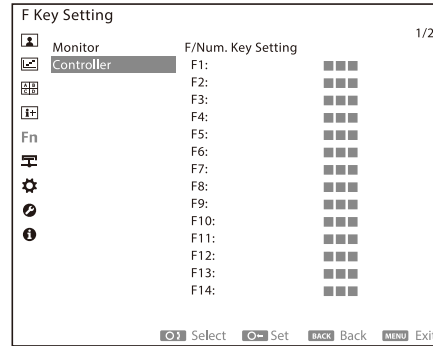 F Key Setting
1/2
Monitor
F/Num. Key Setting
Controller
F1: ■■■
F2: ■■■
F3: ■■■
F4: ■■■
F5: ■■■
F6: ■■■
F7: ■■■
F8: ■■■
F9: ■■■
F10: ■■■
F11: ■■■
F12: ■■■
F13: ■■■
F14: ■■■
A B
C D
i+
Fn
Select Set BACK Back MENU Exit